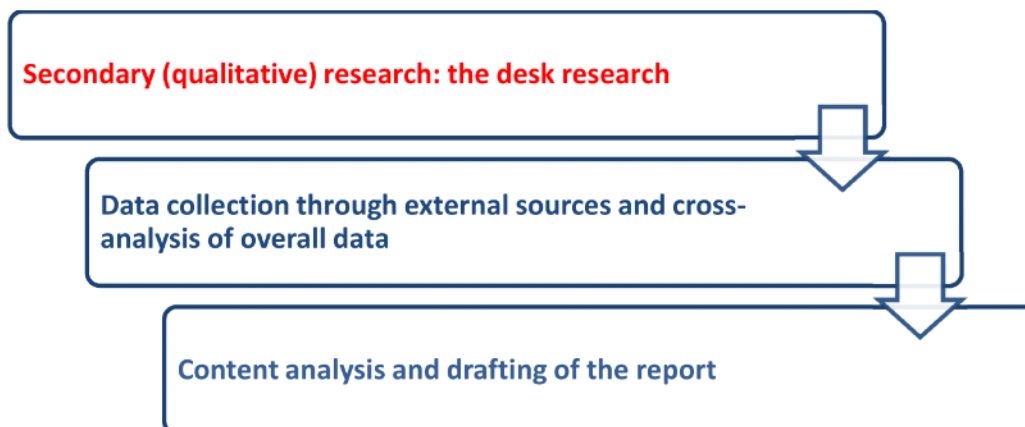 Secondary (qualitative) research: the desk research
Data collection through external sources and cross-
analysis of overall data
Content analysis and drafting of the report